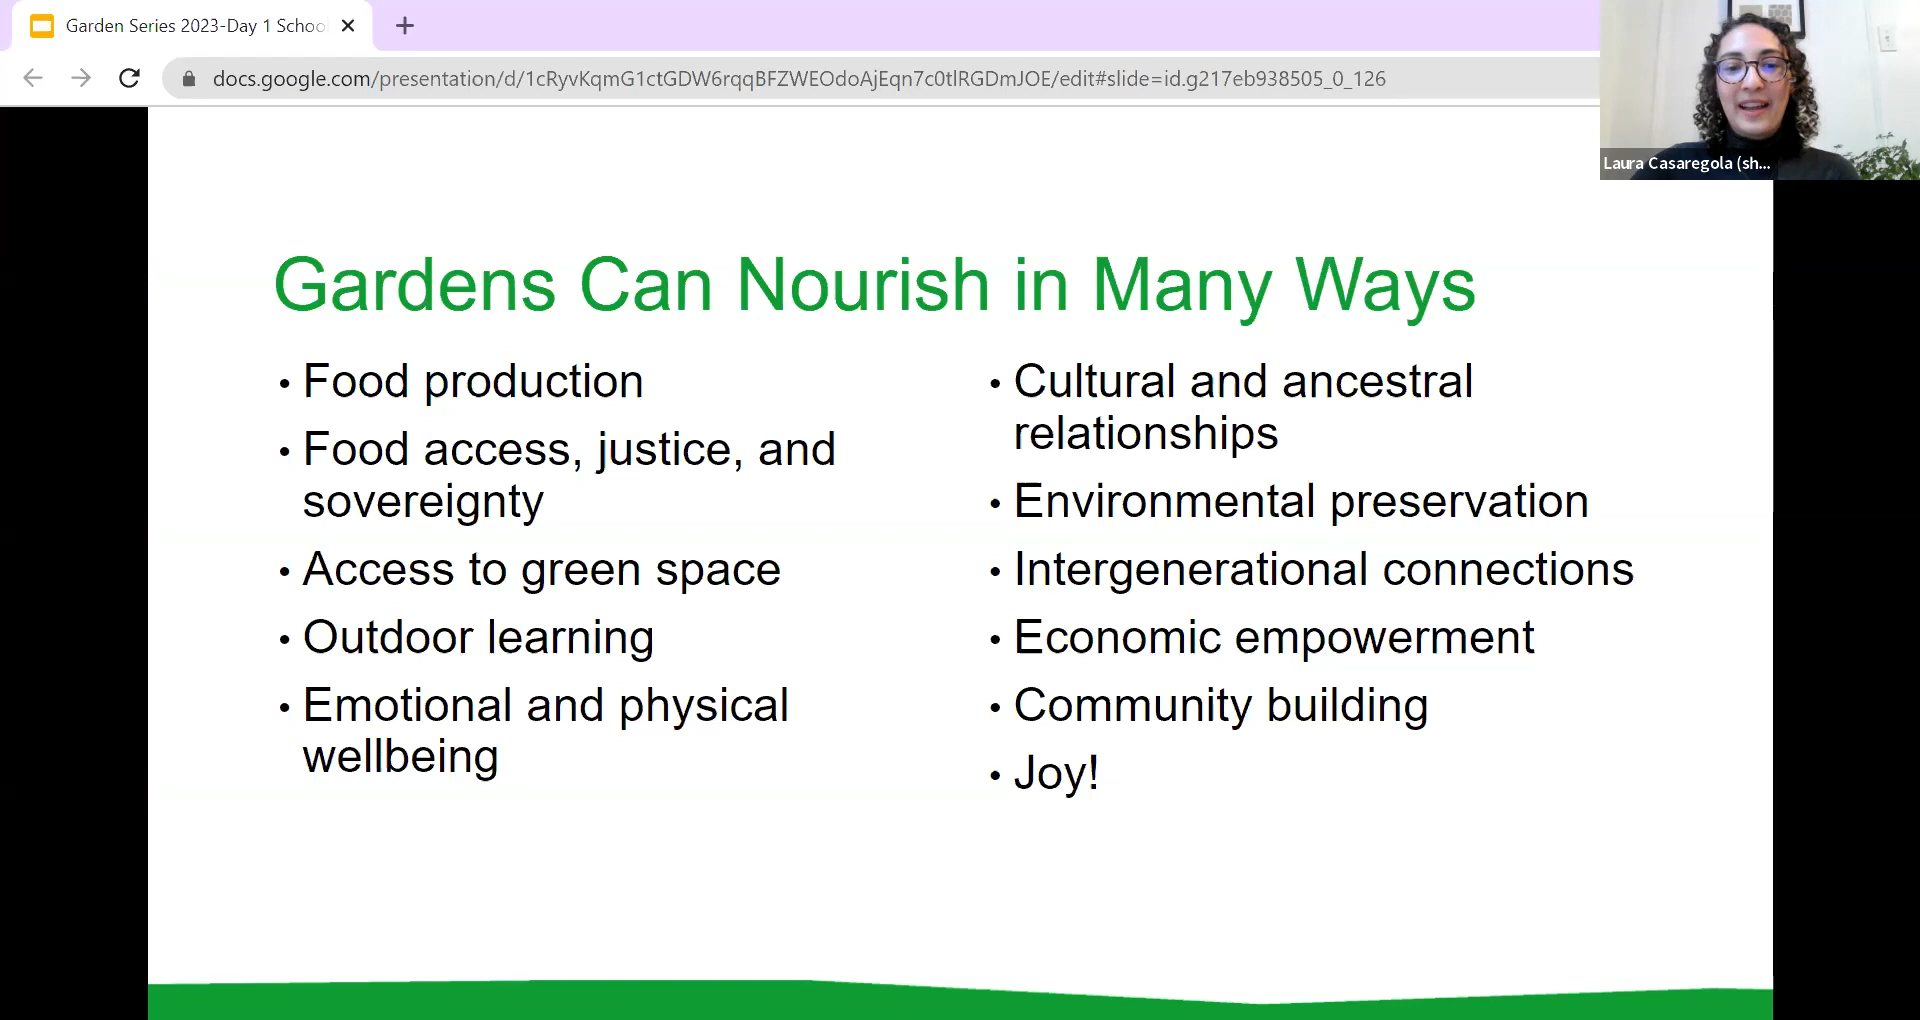 Garden Series 2023-Day 1 Schoo
docs.google.com/presentation/d/1cRyvKqmG1ctGDW6rqqBFZWEOdoAjEqn7c0tlRGDmJOE/edit#slide=id.g217eb938505_0_126
Laura Casaregola (sh...
Gardens Can Nourish in Many Ways
• Food production
• Food access, justice, and
sovereignty
• Access to green space
• Outdoor learning
• Emotional and physical
wellbeing
• Cultural and ancestral
relationships
• Environmental preservation
• Intergenerational connections
• Economic empowerment
• Community building
• Joy!